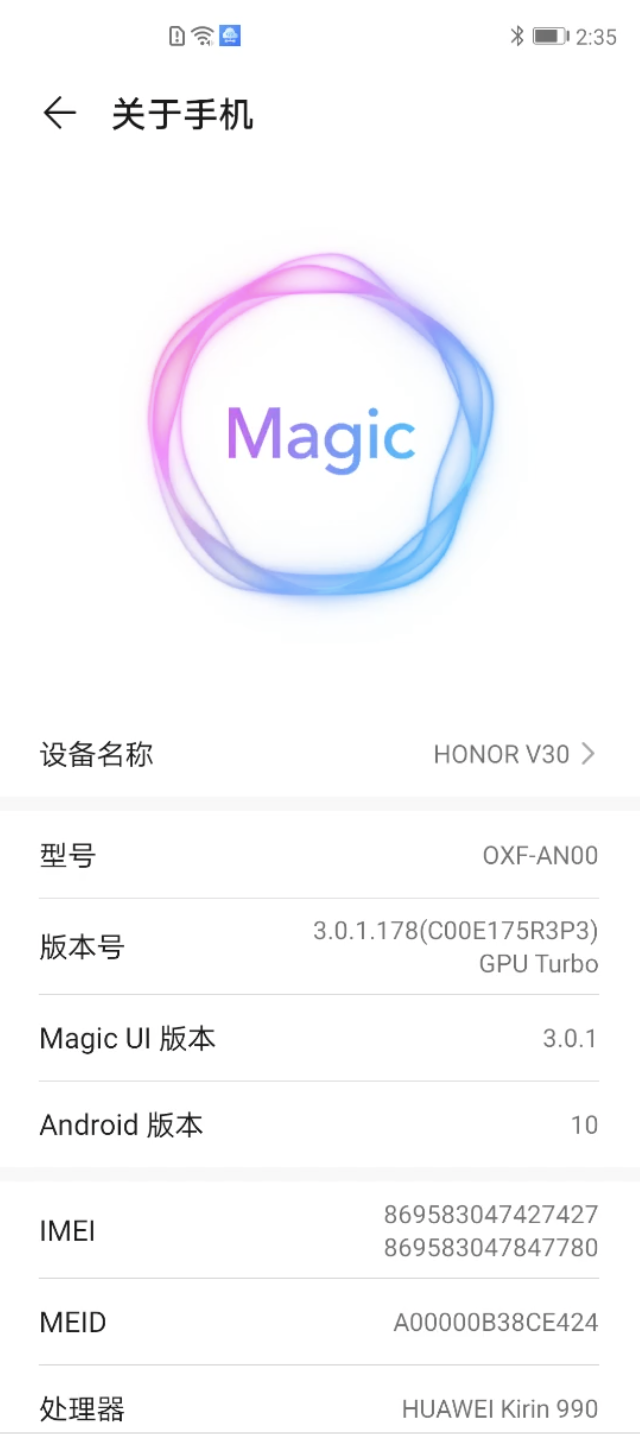 2:35
关于手机
Magic
设备名称 HONOR V30
型号 OXF-AN00
版本号 3.0.1.178(C00E175R3P3)
GPU Turbo
Magic UI 版本 3.0.1
Android 版本 10
IMEI 869583047427427
869583047847780
MEID A00000B38CE424
处理器 HUAWEI Kirin 990